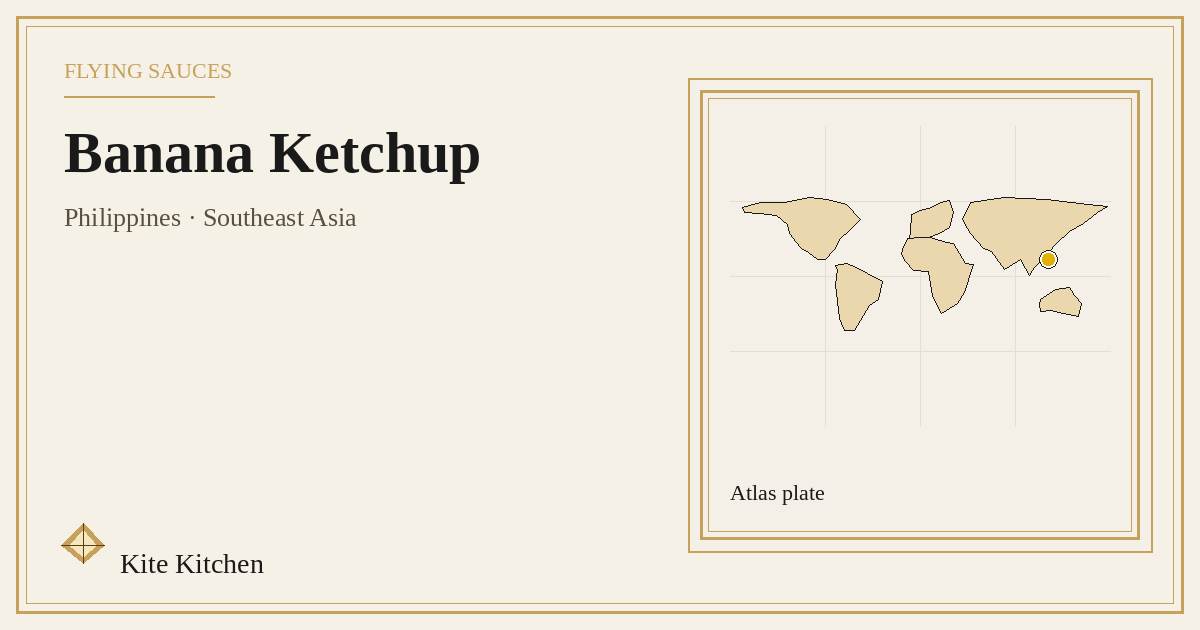 FLYING SAUCES
Banana Ketchup
Philippines · Southeast Asia
Atlas plate
Kite Kitchen